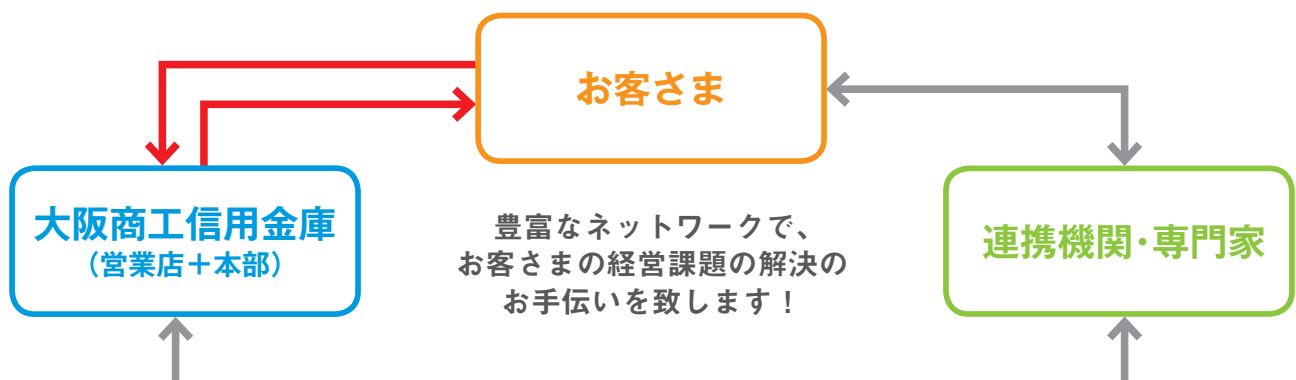 お客さま
大阪商工信用金庫
（営業店＋本部）
豊富なネットワークで、
お客さまの経営課題の解決の
お手伝いを致します！
連携機関・専門家